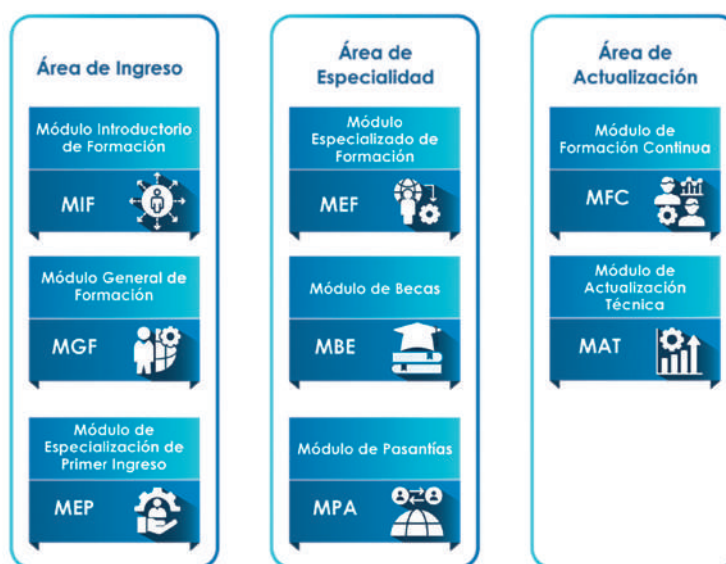 Área de Ingreso
Módulo Introductorio
de Formación
MIF
Módulo General de
Formación
MGF
Módulo de
Especialización de
Primer Ingreso
MEP
Área de
Especialidad
Módulo
Especializado de
Formación
MEF
Módulo de Becas
MBE
Módulo de Pasantías
MPA
Área de
Actualización
Módulo de
Formación Continua
MFC
Módulo de
Actualización
Técnica
MAT